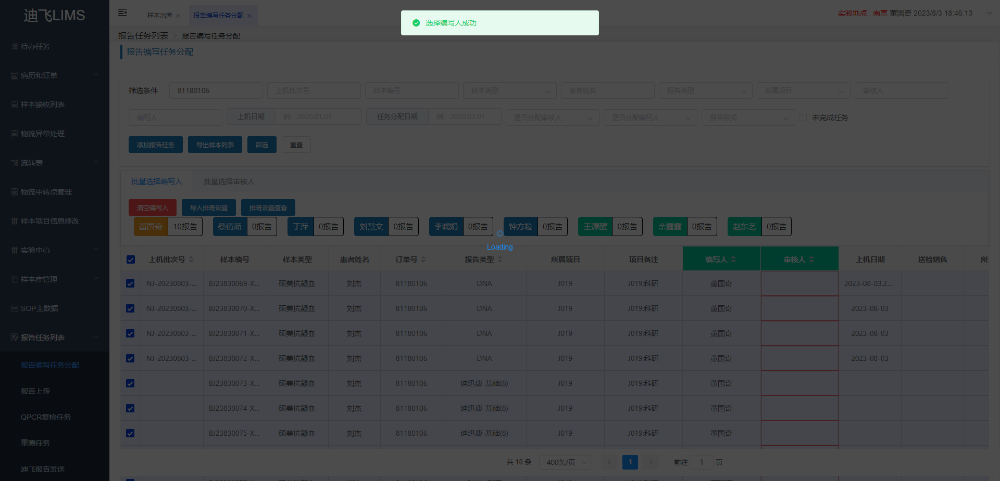 迪飞LIMS
样本出库
报告编写任务分配
选择编写人成功
实验地点 : 南京 董国奇 2023/8/3 18:46:13
报告任务列表 > 报告编写任务分配
报告编写任务分配
待办任务
病历和订单
样本接收列表
物流异常处理
流转表
物流中转点管理
样本项目信息修改
实验中心
样本库管理
SOP主数据
报告任务列表
报告编写任务分配
报告上传
QPCR复检任务
重测任务
迪飞报告发送
筛选条件 81180106 上机批次号 样本编号 样本类型 患者姓名 报告类型 所属项目 审核人
编写人 上机日期 例：2020.01.01 任务分配日期 例：2020.01.01 是否分配审核人 是否分配编写人 报告形式 未完成任务
添加报告任务 导出样本列表 筛选 重置
批量选择编写人 批量选择审核人
清空编写人 导入排班设置 排班设置查看
董国奇 10报告 蔡倩茹 0报告 丁萍 0报告 刘慧文 0报告 李晓娟 0报告 钟方粒 0报告 王源醒 0报告 余露露 0报告 赵东艺 0报告
Loading
上机批次号 样本编号 样本类型 患者姓名 订单号 报告类型 所属项目 项目备注 编写人 审核人 上机日期 送检销售
NJ-20230803-... BJ23830069-X... 硕美抗凝血 刘杰 81180106 DNA J019 J019:科研 董国奇 2023-08-03,2...
NJ-20230803-... BJ23830070-X... 硕美抗凝血 刘杰 81180106 DNA J019 J019:科研 董国奇 2023-08-03
NJ-20230803-... BJ23830071-X... 硕美抗凝血 刘杰 81180106 DNA J019 J019:科研 董国奇 2023-08-03
NJ-20230803-... BJ23830072-X... 硕美抗凝血 刘杰 81180106 DNA J019 J019:科研 董国奇 2023-08-03
BJ23830073-X... 硕美抗凝血 刘杰 81180106 迪迅康-基础(8) J019 J019:科研 董国奇
BJ23830074-X... 硕美抗凝血 刘杰 81180106 迪迅康-基础(8) J019 J019:科研 董国奇
BJ23830075-X... 硕美抗凝血 刘杰 81180106 迪迅康-基础(8) J019 J019:科研 董国奇
共 10 条 400条/页 < 1 > 前往 1 页